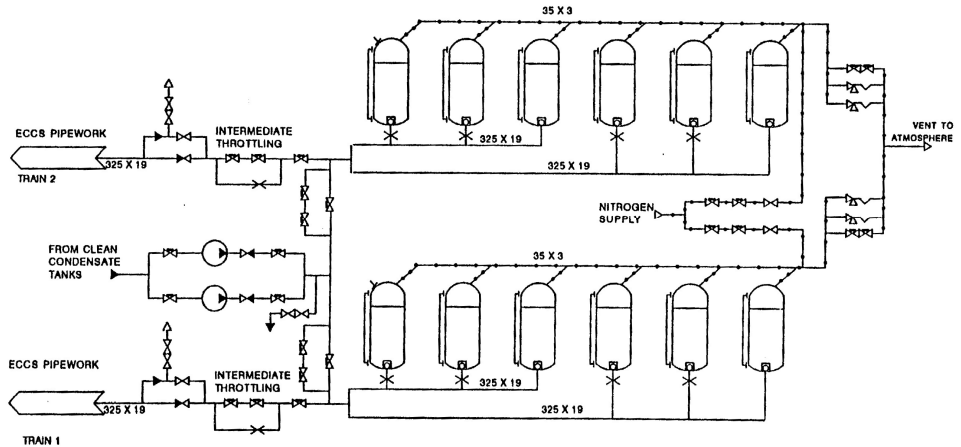 35 X 3
ECCS PIPEWORK
INTERMEDIATE
THROTTLING
325 X 19
325 X 19
TRAIN 2
325 X 19
VENT TO
ATMOSPHERE
NITROGEN
SUPPLY
FROM CLEAN
CONDENSATE
TANKS
35 X 3
ECCS PIPEWORK
INTERMEDIATE
THROTTLING
325 X 19
325 X 19
325 X 19
TRAIN 1